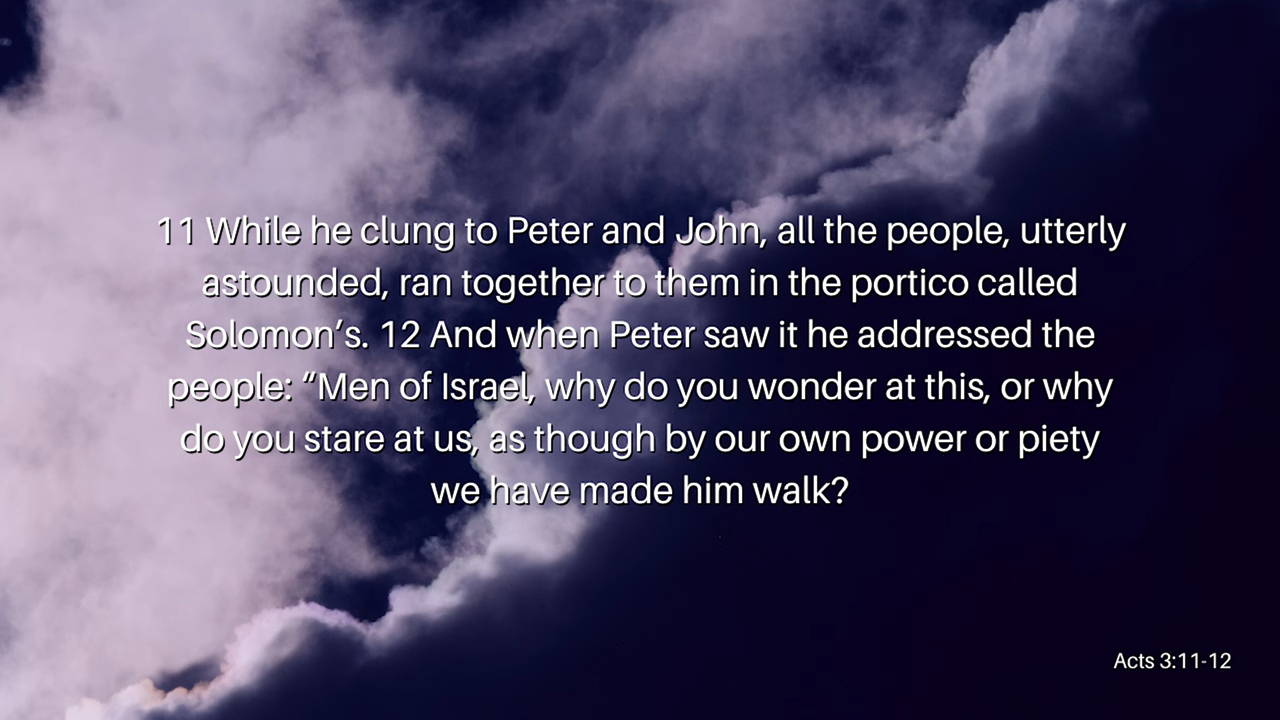 11 While he clung to Peter and John, all the people, utterly
astounded, ran together to them in the portico called
Solomon’s. 12 And when Peter saw it he addressed the
people: “Men of Israel, why do you wonder at this, or why
do you stare at us, as though by our own power or piety
we have made him walk?
Acts 3:11-12